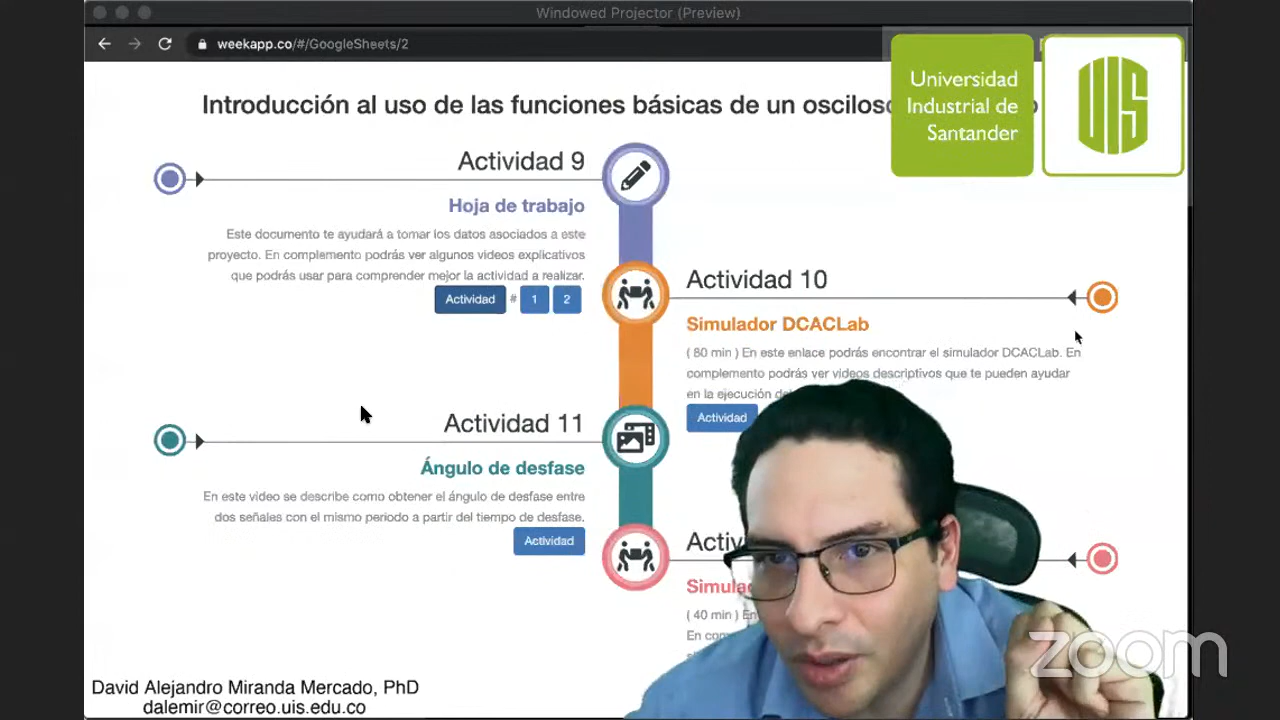 Windowed Projector (Preview)
weekapp.co/#/GoogleSheets/2
Universidad
Industrial de
Santander
UIS
Introducción al uso de las funciones básicas de un
Actividad 9
Hoja de trabajo
Este documento te ayudará a tomar los datos asociados a este
proyecto. En complemento podrás ver algunos videos explicativos
que podrás usar para comprender mejor la actividad a realizar.
Actividad # 1 2
Actividad 10
Simulador DCACLab
( 80 min ) En este enlace podrás encontrar el simulador DCACLab. En
complemento podrás ver videos descriptivos que te pueden ayudar
en la ejecución
Actividad
Actividad 11
Ángulo de desfase
En este video se describe como obtener el ángulo de desfase entre
dos señales con el mismo periodo a partir del tiempo de desfase.
Actividad
( 40 min )
zoom
David Alejandro Miranda Mercado, PhD
dalemir@correo.uis.edu.co